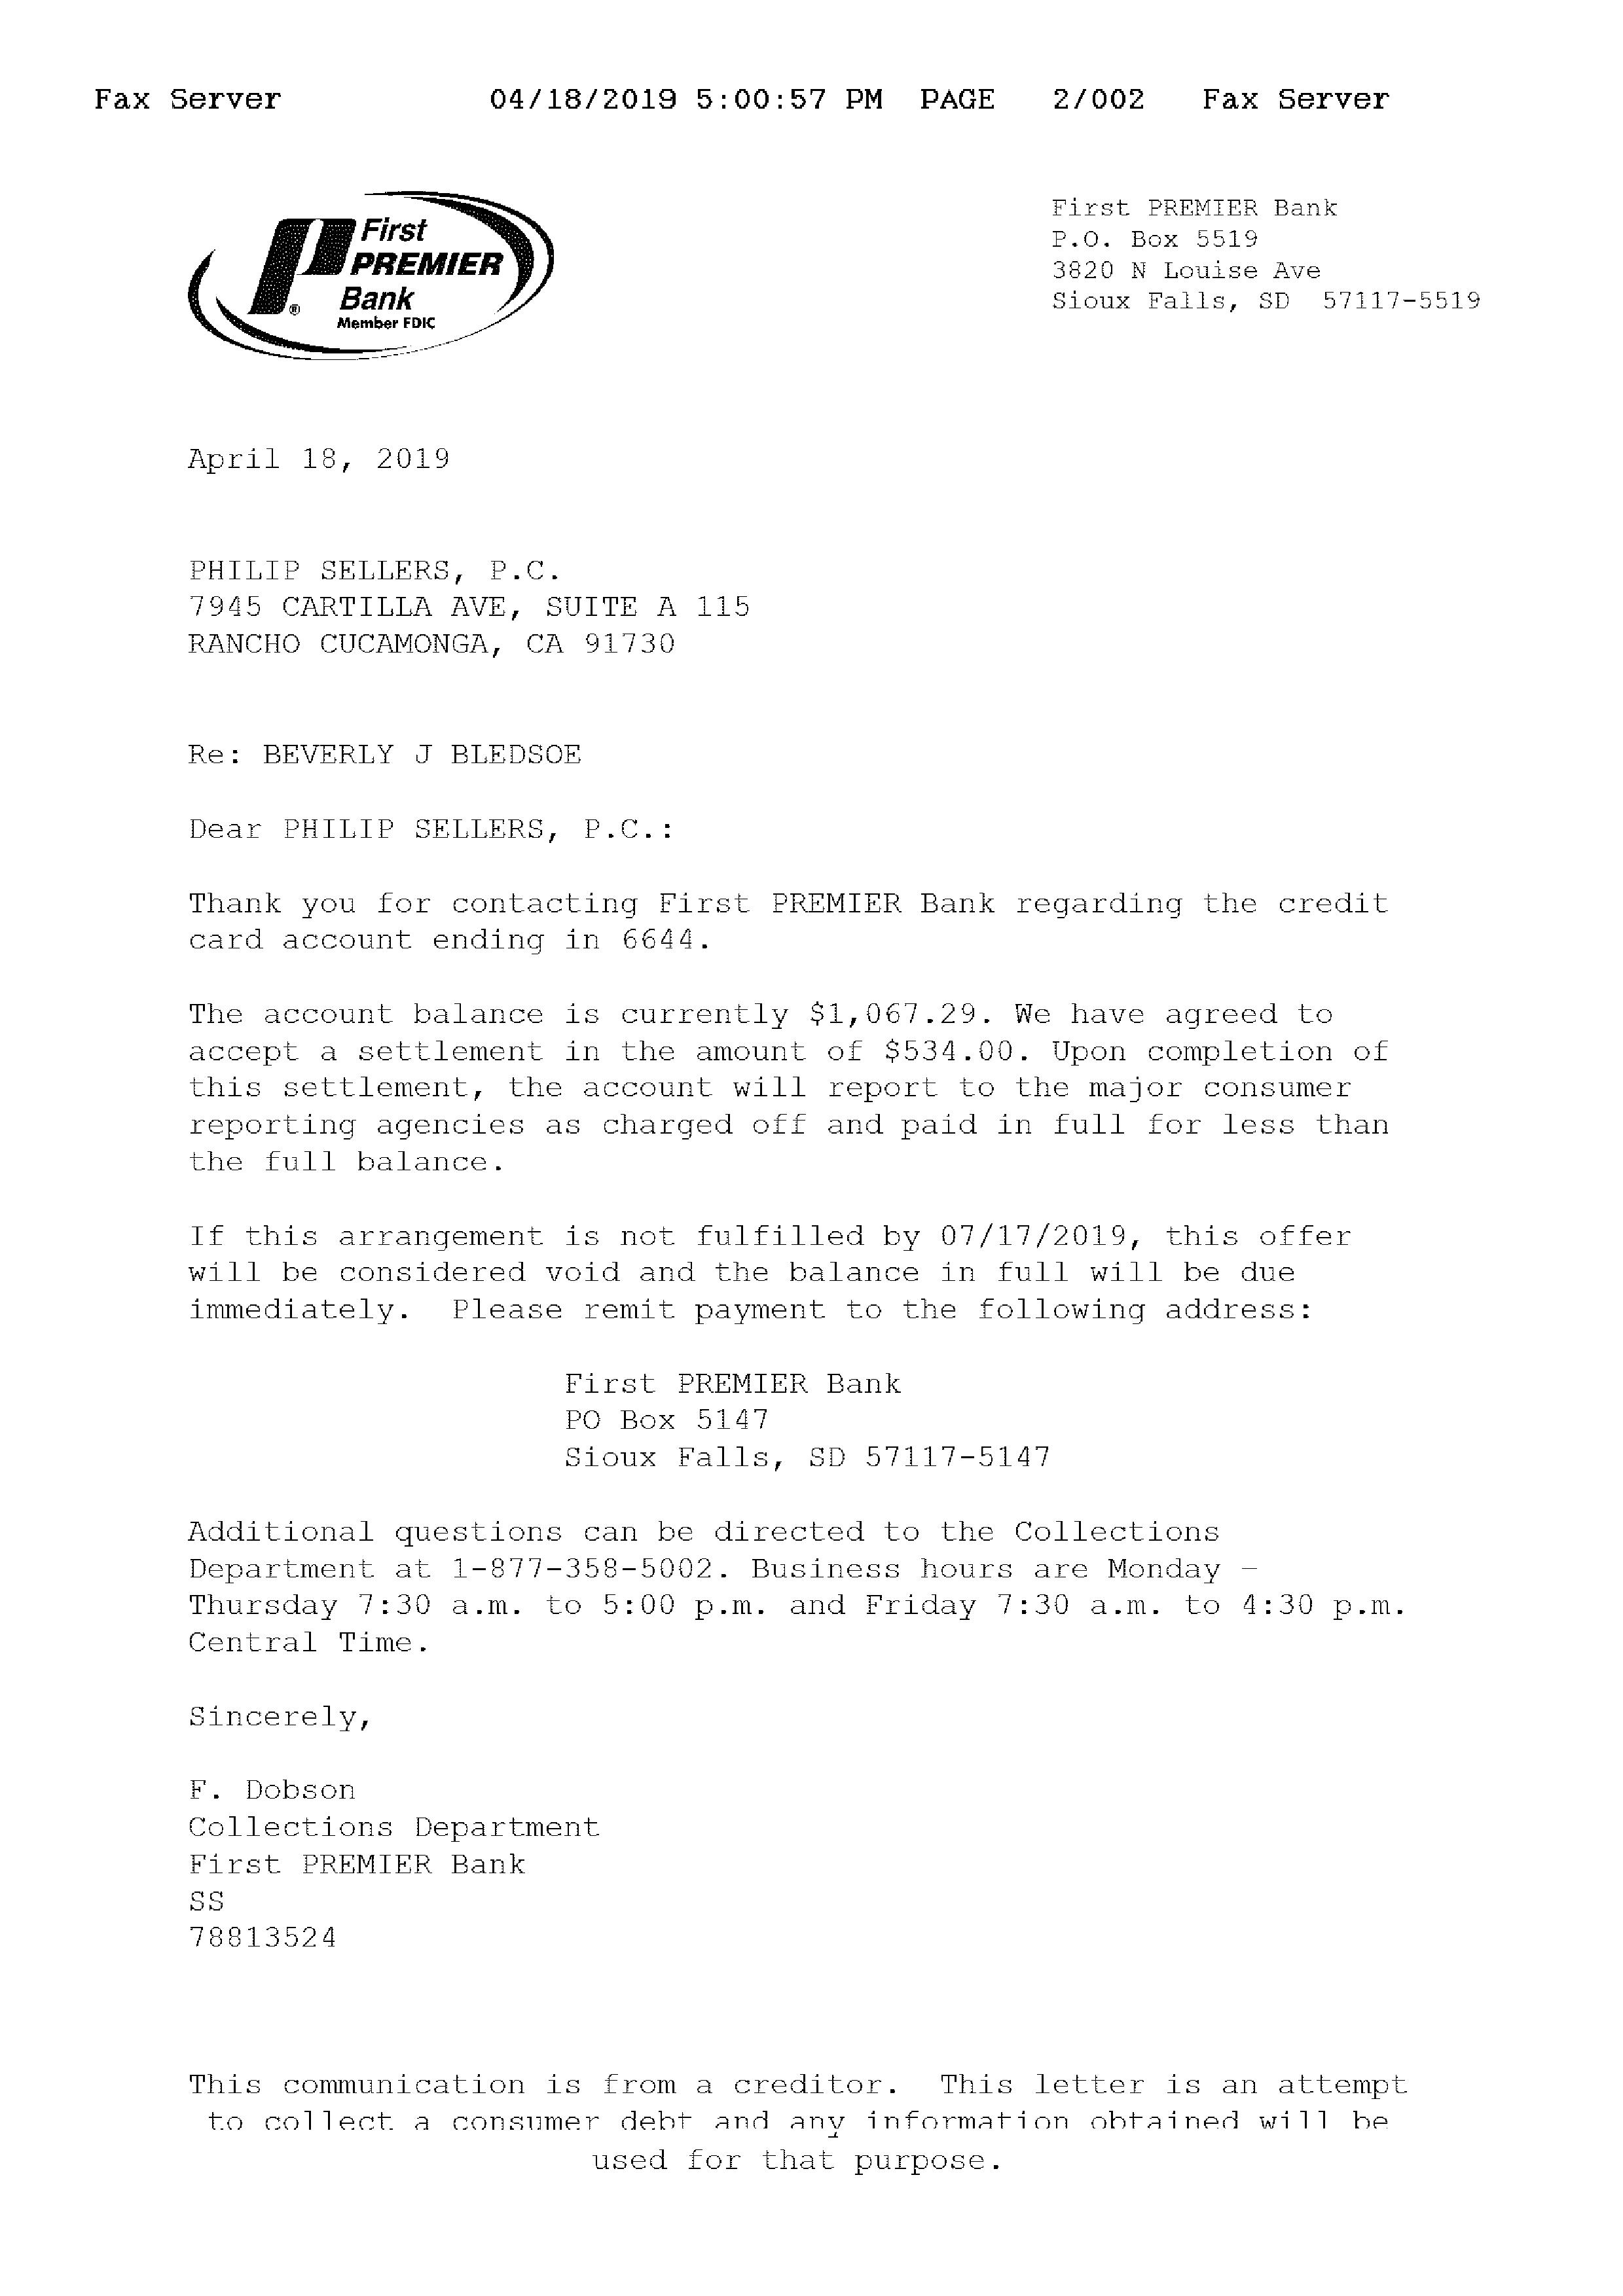 Fax Server 04/18/2019 5:00:57 PM PAGE 2/002 Fax Server
First
PREMIER
Bank
Member FDIC
®
First PREMIER Bank
P.O. Box 5519
3820 N Louise Ave
Sioux Falls, SD 57117-5519
April 18, 2019
PHILIP SELLERS, P.C.
7945 CARTILLA AVE, SUITE A 115
RANCHO CUCAMONGA, CA 91730
Re: BEVERLY J BLEDSOE
Dear PHILIP SELLERS, P.C.:
Thank you for contacting First PREMIER Bank regarding the credit
card account ending in 6644.
The account balance is currently $1,067.29. We have agreed to
accept a settlement in the amount of $534.00. Upon completion of
this settlement, the account will report to the major consumer
reporting agencies as charged off and paid in full for less than
the full balance.
If this arrangement is not fulfilled by 07/17/2019, this offer
will be considered void and the balance in full will be due
immediately. Please remit payment to the following address:
First PREMIER Bank
PO Box 5147
Sioux Falls, SD 57117-5147
Additional questions can be directed to the Collections
Department at 1-877-358-5002. Business hours are Monday –
Thursday 7:30 a.m. to 5:00 p.m. and Friday 7:30 a.m. to 4:30 p.m.
Central Time.
Sincerely,
F. Dobson
Collections Department
First PREMIER Bank
SS
78813524
This communication is from a creditor. This letter is an attempt
to collect a consumer debt and any information obtained will be
used for that purpose.